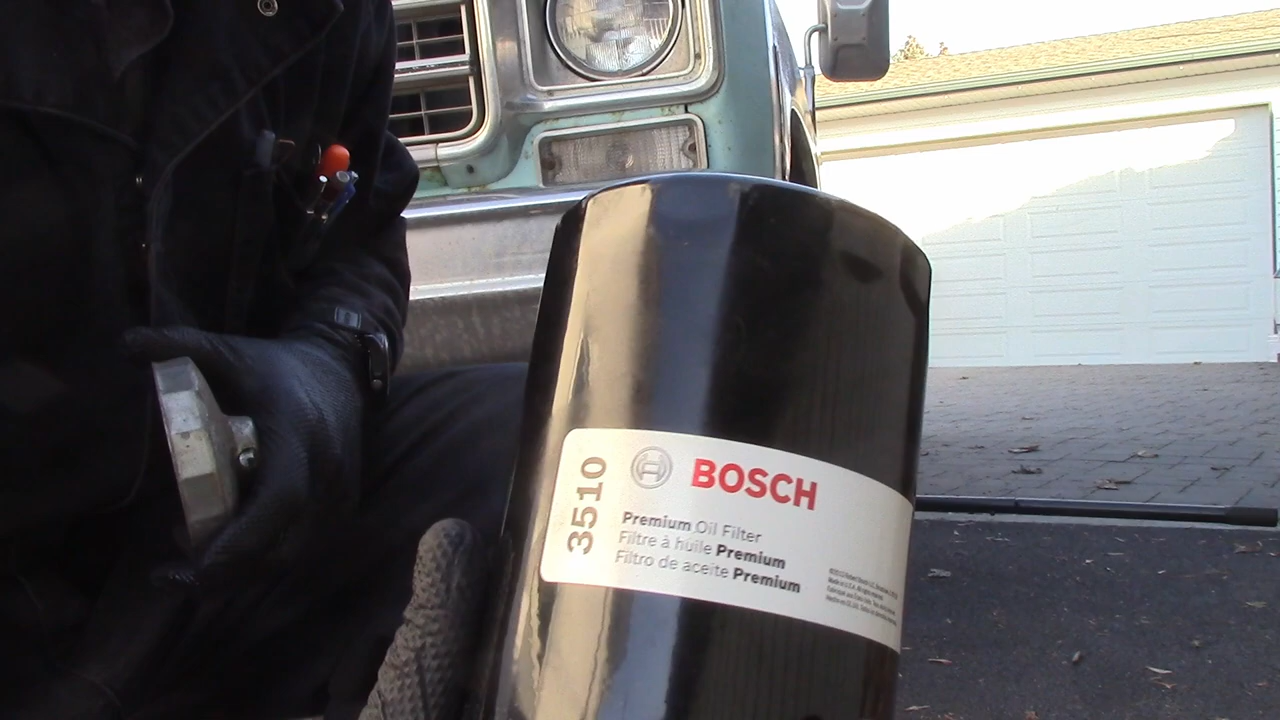 3510
BOSCH
Premium Oil Filter
Filtre à huile Premium
Filtro de aceite Premium